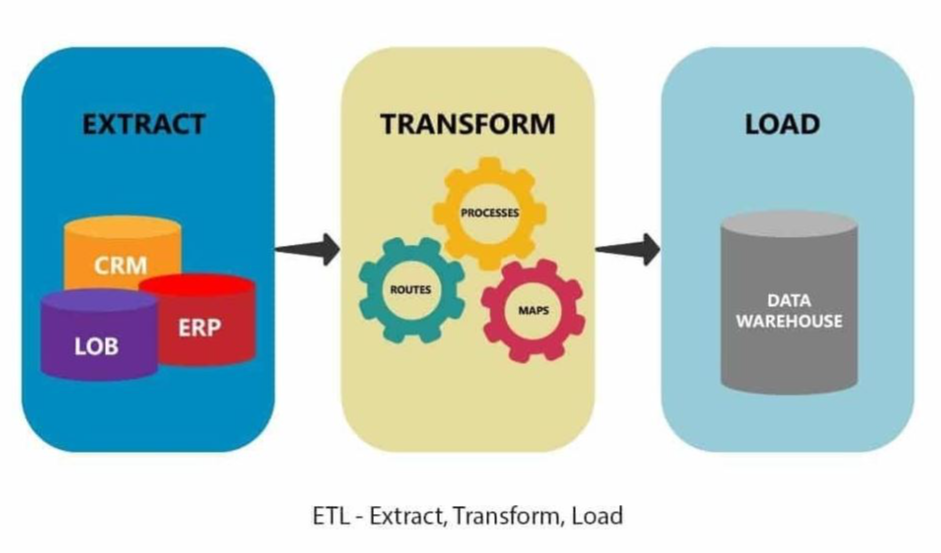 EXTRACT
CRM
LOB
ERP
TRANSFORM
PROCESSES
ROUTES
MAPS
LOAD
DATA
WAREHOUSE
ETL - Extract, Transform, Load